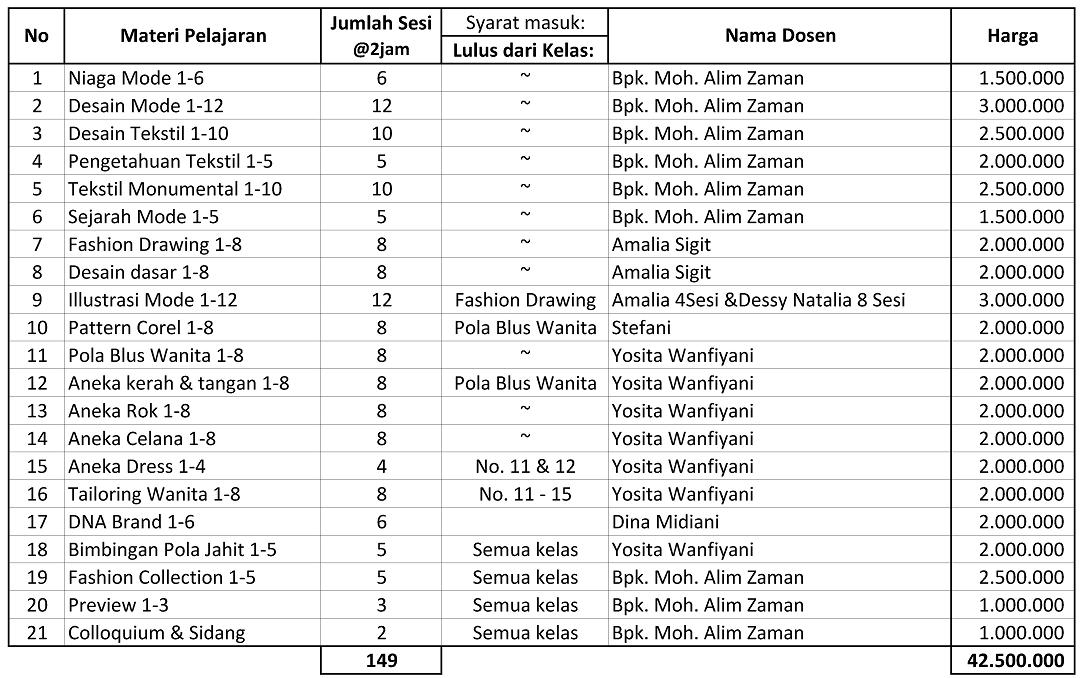 No Materi Pelajaran Jumlah Sesi @2jam Syarat masuk: Lulus dari Kelas: Nama Dosen Harga
1 Niaga Mode 1-6 6 ~ Bpk. Moh. Alim Zaman 1.500.000
2 Desain Mode 1-12 12 ~ Bpk. Moh. Alim Zaman 3.000.000
3 Desain Tekstil 1-10 10 ~ Bpk. Moh. Alim Zaman 2.500.000
4 Pengetahuan Tekstil 1-5 5 ~ Bpk. Moh. Alim Zaman 2.000.000
5 Tekstil Monumental 1-10 10 ~ Bpk. Moh. Alim Zaman 2.500.000
6 Sejarah Mode 1-5 5 ~ Bpk. Moh. Alim Zaman 1.500.000
7 Fashion Drawing 1-8 8 ~ Amalia Sigit 2.000.000
8 Desain dasar 1-8 8 ~ Amalia Sigit 2.000.000
9 Illustrasi Mode 1-12 12 Fashion Drawing Amalia 4Sesi &Dessy Natalia 8 Sesi 3.000.000
10 Pattern Corel 1-8 8 Pola Blus Wanita Stefani 2.000.000
11 Pola Blus Wanita 1-8 8 ~ Yosita Wanfiyani 2.000.000
12 Aneka kerah & tangan 1-8 8 Pola Blus Wanita Yosita Wanfiyani 2.000.000
13 Aneka Rok 1-8 8 ~ Yosita Wanfiyani 2.000.000
14 Aneka Celana 1-8 8 ~ Yosita Wanfiyani 2.000.000
15 Aneka Dress 1-4 4 No. 11 & 12 Yosita Wanfiyani 2.000.000
16 Tailoring Wanita 1-8 8 No. 11 - 15 Yosita Wanfiyani 2.000.000
17 DNA Brand 1-6 6 Dina Midiani 2.000.000
18 Bimbingan Pola Jahit 1-5 5 Semua kelas Yosita Wanfiyani 2.000.000
19 Fashion Collection 1-5 5 Semua kelas Bpk. Moh. Alim Zaman 2.500.000
20 Preview 1-3 3 Semua kelas Bpk. Moh. Alim Zaman 1.000.000
21 Colloquium & Sidang 2 Semua kelas Bpk. Moh. Alim Zaman 1.000.000
149 42.500.000